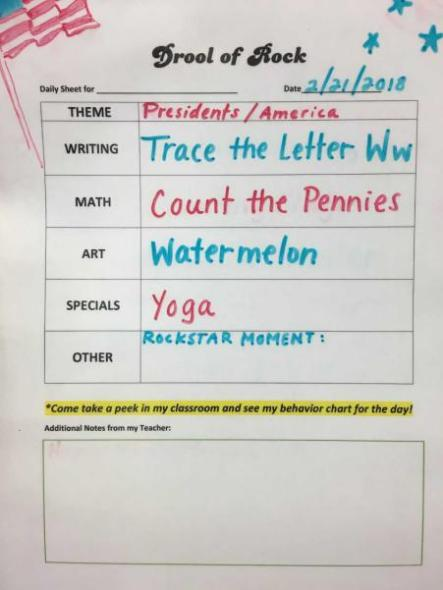 Drool of Rock
Daily Sheet for Date 2/21/2018
THEME Presidents / America
WRITING Trace the Letter Ww
MATH Count the Pennies
ART Watermelon
SPECIALS Yoga
OTHER ROCKSTAR MOMENT:
*Come take a peek in my classroom and see my behavior chart for the day!
Additional Notes from my Teacher: